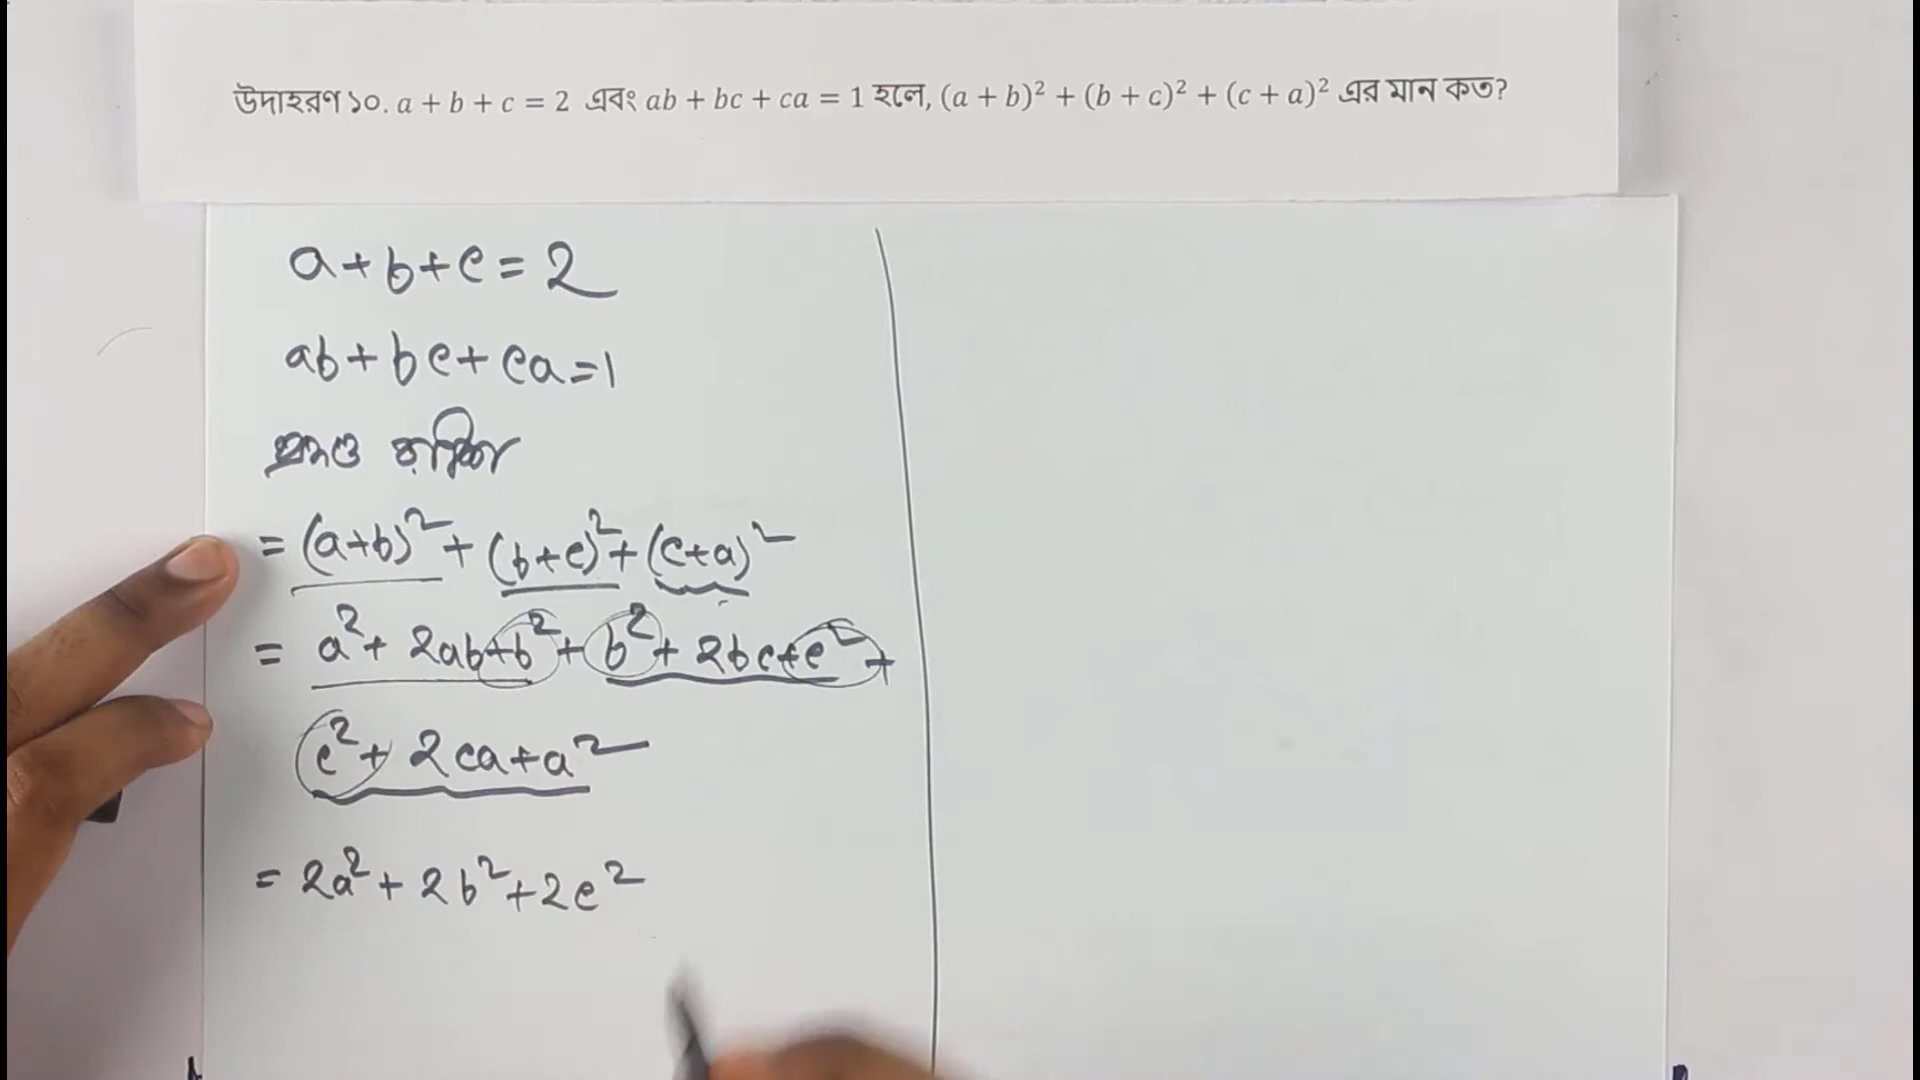 উদাহরণ ১০. a + b + c = 2 এবং ab + bc + ca = 1 হলে, (a + b)² + (b + c)² + (c + a)² এর মান কত?
a+b+c=2
ab+bc+ca=1
প্রদত্ত রাশি
= (a+b)²+(b+c)²+(c+a)²
= a²+2ab+b²+b²+2bc+c²+
c²+2ca+a²
= 2a²+2b²+2c²